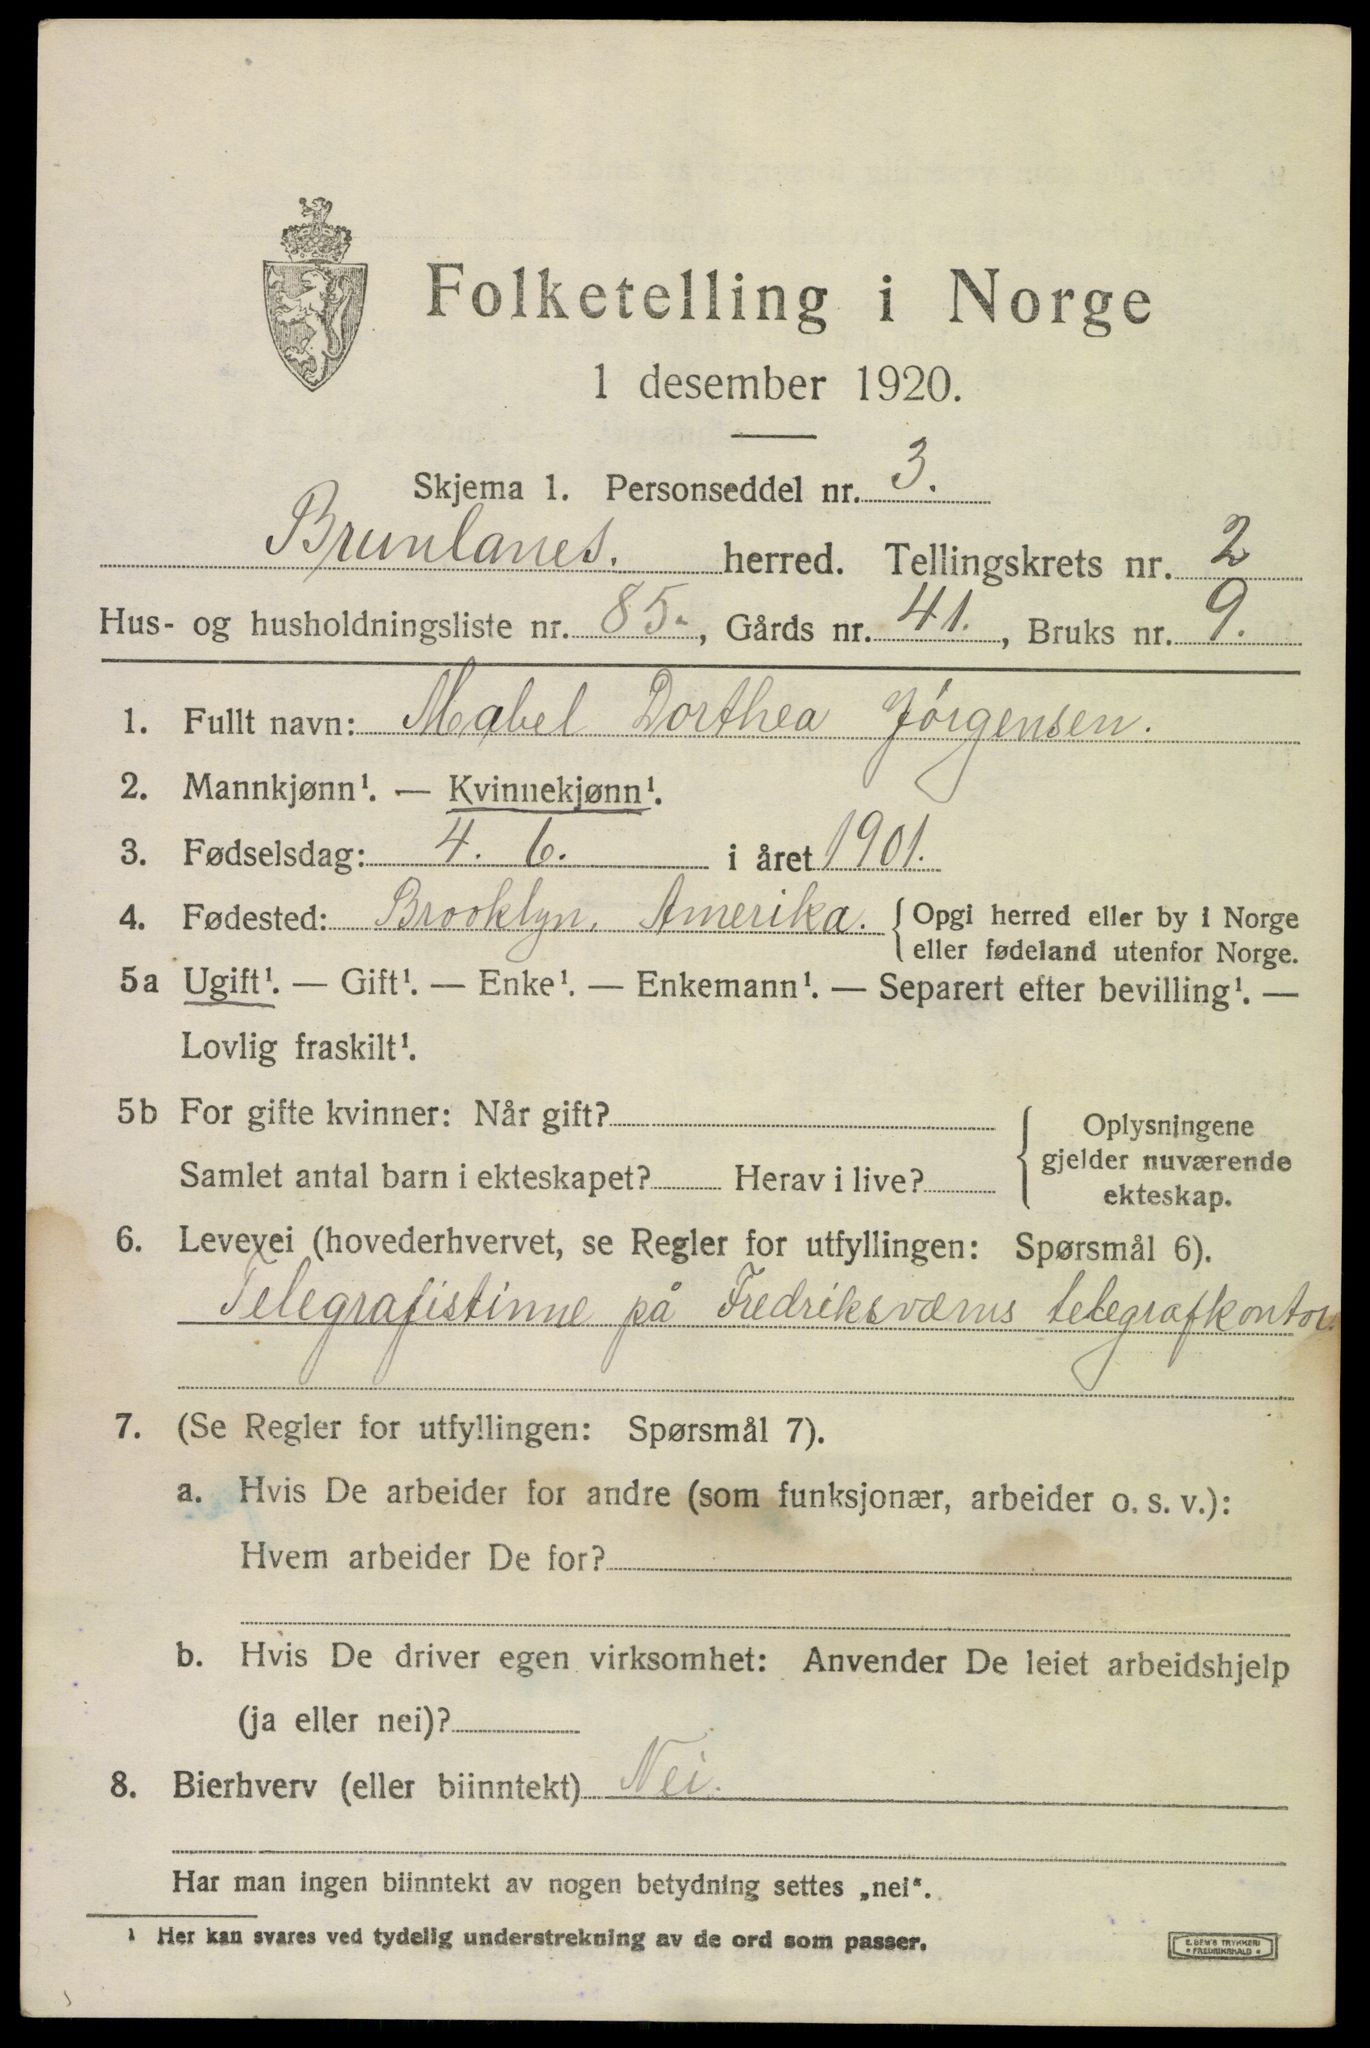 Folketelling i Norge
1 desember 1920.
Skjema 1. Personseddel nr. 3.
Brunlanes. herred. Tellingskrets nr. 2
Hus- og husholdningsliste nr. 85., Gårds nr. 41., Bruks nr. 9.
1. Fullt navn: Mabel Dorthea Jórgensen.
2. Mannkjønn¹. — Kvinnekjønn¹.
3. Fødselsdag: 4. 6. i året 1901.
4. Fødested: Brooklyn, Amerika. { Opgi herred eller by i Norge
eller fødeland utenfor Norge.
5a Ugift¹. — Gift¹. — Enke¹. — Enkemann¹. — Separert efter bevilling¹. —
Lovlig fraskilt¹.
5b For gifte kvinner: Når gift?
Samlet antal barn i ekteskapet? Herav i live?
{ Oplysningene
gjelder nuværende
ekteskap.
6. Levevei (hovederhvervet, se Regler for utfyllingen: Spørsmål 6).
Telegrafistinne på Fredriksværns telegrafkontor.
7. (Se Regler for utfyllingen: Spørsmål 7).
a. Hvis De arbeider for andre (som funksjonær, arbeider o. s. v.):
Hvem arbeider De for?
b. Hvis De driver egen virksomhet: Anvender De leiet arbeidshjelp
(ja eller nei)?
8. Bierhverv (eller biinntekt) Nei.
Har man ingen biinntekt av nogen betydning settes „nei".
¹ Her kan svares ved tydelig understrekning av de ord som passer.
E. SEM'S TRYKKERI
• FREDRIKSHALD •